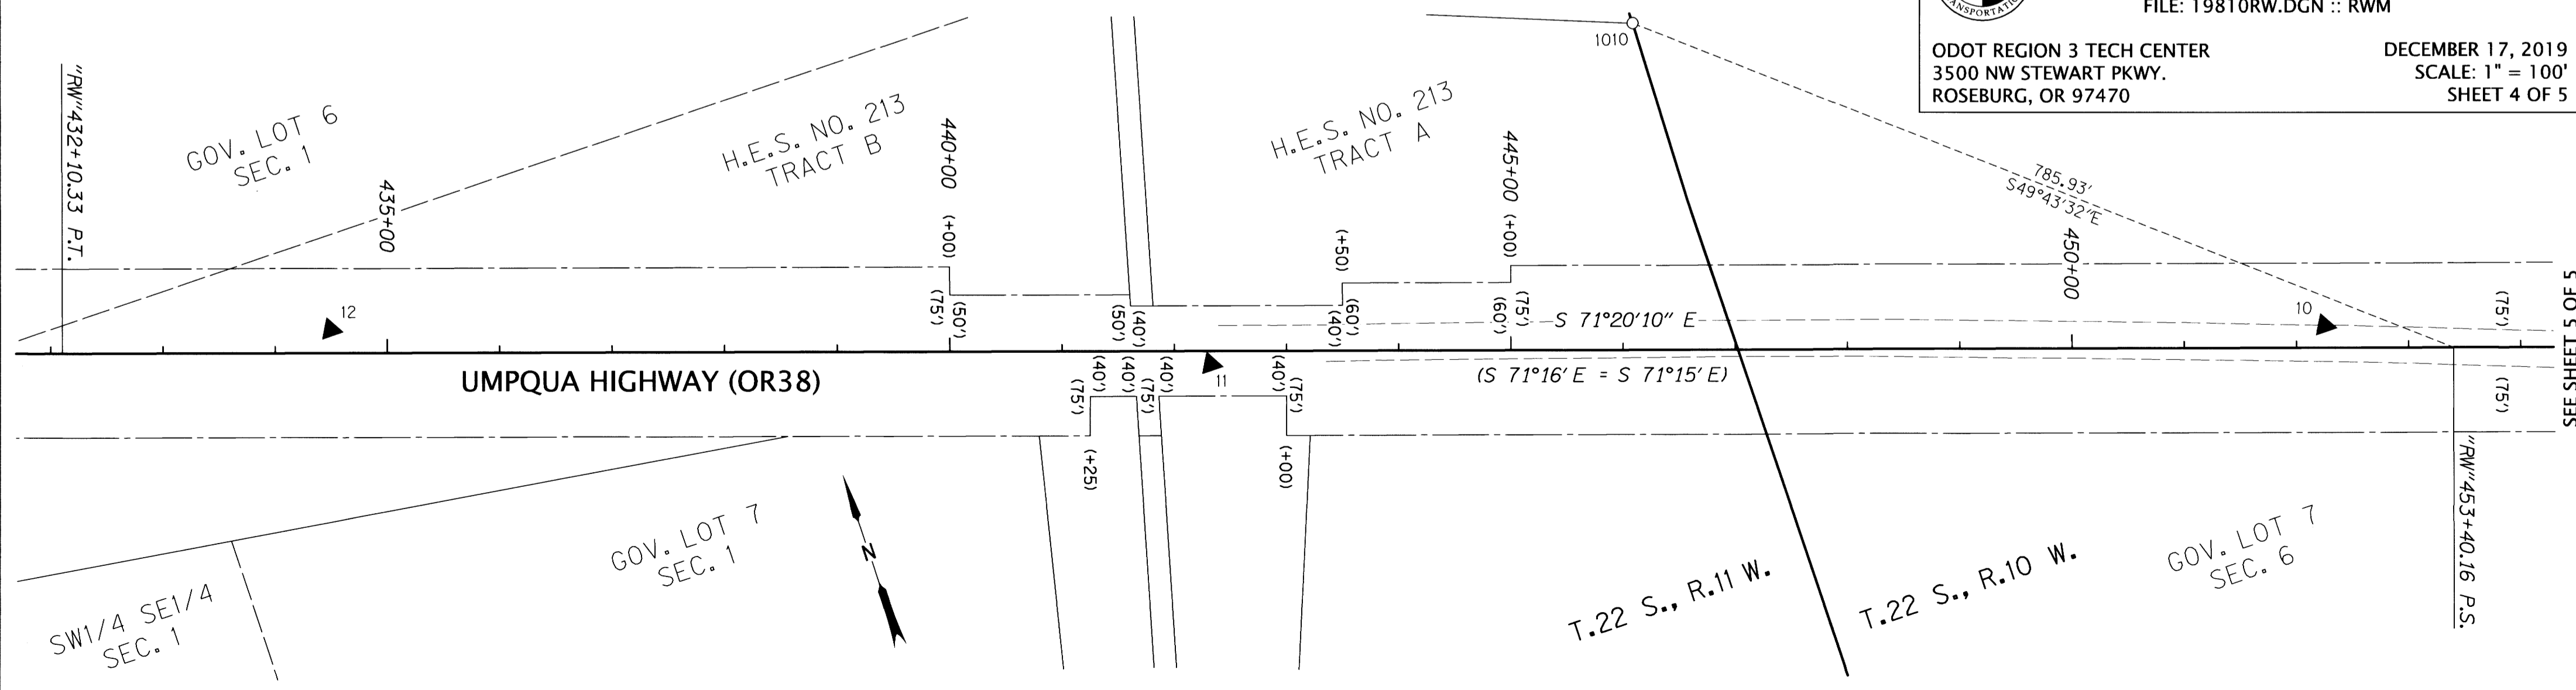 ANSPORTATIO
FILE: 19810RW.DGN :: RWM
ODOT REGION 3 TECH CENTER
3500 NW STEWART PKWY.
ROSEBURG, OR 97470
DECEMBER 17, 2019
SCALE: 1" = 100'
SHEET 4 OF 5
"RW"432+10.33 P.T.
GOV. LOT 6
SEC. 1
435+00
H.E.S. NO. 213
TRACT B
440+00
(+00)
H.E.S. NO. 213
TRACT A
445+00
(+00)
(+50)
1010
785.93'
S49°43'32"E
450+00
12
(75')
(50')
(50')
(40')
(40')
(60')
(60')
(75')
S 71°20'10" E
10
(75')
SEE SHEET 5 OF 5
UMPQUA HIGHWAY (OR38)
(75')
(40')
(40')
(75')
(40')
11
(40')
(75')
(S 71°16' E = S 71°15' E)
(75')
(+25)
(+00)
"RW"453+40.16 P.S.
GOV. LOT 7
SEC. 1
N
SW1/4 SE1/4
SEC. 1
T.22 S., R.11 W.
T.22 S., R.10 W.
GOV. LOT 7
SEC. 6